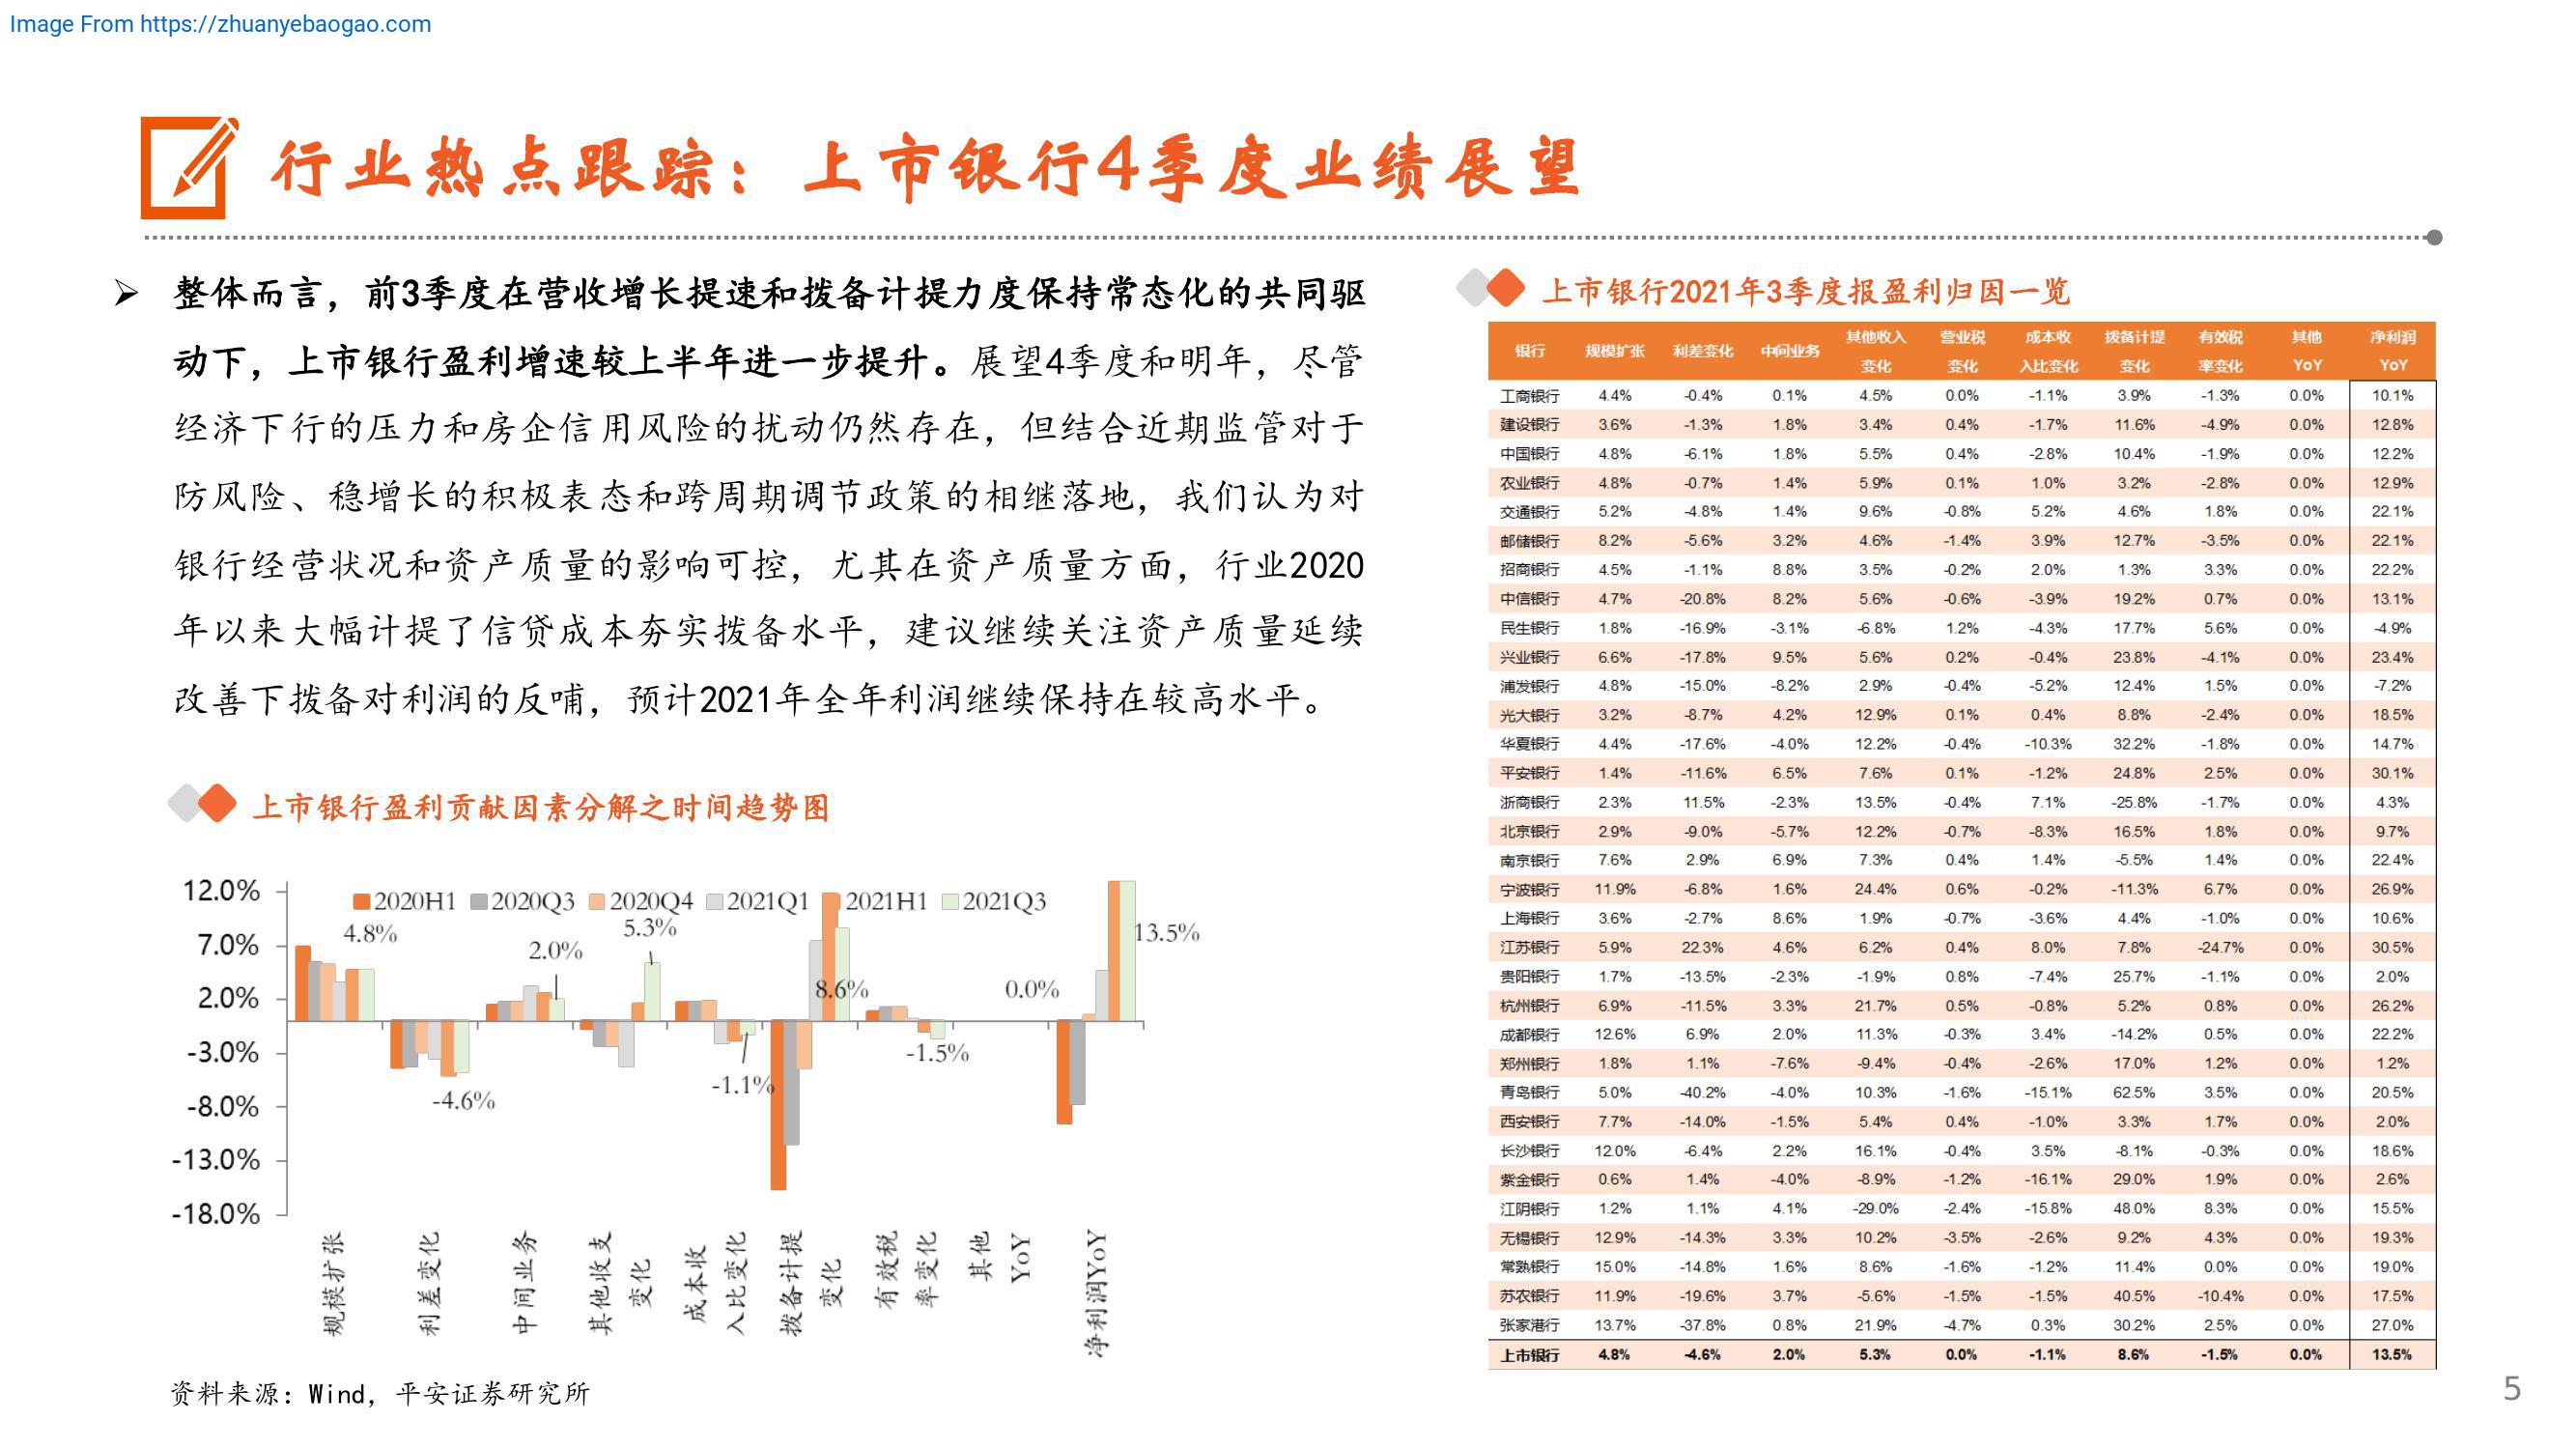 Image From https://zhuanyebaogao.com
行业热点跟踪：上市银行4季度业绩展望
➢ 整体而言，前3季度在营收增长提速和拨备计提力度保持常态化的共同驱
动下，上市银行盈利增速较上半年进一步提升。展望4季度和明年，尽管
经济下行的压力和房企信用风险的扰动仍然存在，但结合近期监管对于
防风险、稳增长的积极表态和跨周期调节政策的相继落地，我们认为对
银行经营状况和资产质量的影响可控，尤其在资产质量方面，行业2020
年以来大幅计提了信贷成本夯实拨备水平，建议继续关注资产质量延续
改善下拨备对利润的反哺，预计2021年全年利润继续保持在较高水平。
上市银行盈利贡献因素分解之时间趋势图
2020H1 2020Q3 2020Q4 2021Q1 2021H1 2021Q3
12.0%
7.0%
2.0%
-3.0%
-8.0%
-13.0%
-18.0%
4.8%
-4.6%
2.0%
5.3%
-1.1%
8.6%
-1.5%
0.0%
13.5%
规模扩张
利差变化
中间业务
其他收支
变化
成本收
入比变化
拨备计提
变化
有效税
率变化
其他
YoY
净利润YoY
资料来源：Wind，平安证券研究所
上市银行2021年3季度报盈利归因一览
银行 规模扩张 利差变化 中间业务 其他收入变化 营业税变化 成本收入比变化 拨备计提变化 有效税率变化 其他YoY 净利润YoY
工商银行 4.4% -0.4% 0.1% 4.5% 0.0% -1.1% 3.9% -1.3% 0.0% 10.1%
建设银行 3.6% -1.3% 1.8% 3.4% 0.4% -1.7% 11.6% -4.9% 0.0% 12.8%
中国银行 4.8% -6.1% 1.8% 5.5% 0.4% -2.8% 10.4% -1.9% 0.0% 12.2%
农业银行 4.8% -0.7% 1.4% 5.9% 0.1% 1.0% 3.2% -2.8% 0.0% 12.9%
交通银行 5.2% -4.8% 1.4% 9.6% -0.8% 5.2% 4.6% 1.8% 0.0% 22.1%
邮储银行 8.2% -5.6% 3.2% 4.6% -1.4% 3.9% 12.7% -3.5% 0.0% 22.1%
招商银行 4.5% -1.1% 8.8% 3.5% -0.2% 2.0% 1.3% 3.3% 0.0% 22.2%
中信银行 4.7% -20.8% 8.2% 5.6% -0.6% -3.9% 19.2% 0.7% 0.0% 13.1%
民生银行 1.8% -16.9% -3.1% -6.8% 1.2% -4.3% 17.7% 5.6% 0.0% -4.9%
兴业银行 6.6% -17.8% 9.5% 5.6% 0.2% -0.4% 23.8% -4.1% 0.0% 23.4%
浦发银行 4.8% -15.0% -8.2% 2.9% -0.4% -5.2% 12.4% 1.5% 0.0% -7.2%
光大银行 3.2% -8.7% 4.2% 12.9% 0.1% 0.4% 8.8% -2.4% 0.0% 18.5%
华夏银行 4.4% -17.6% -4.0% 12.2% -0.4% -10.3% 32.2% -1.8% 0.0% 14.7%
平安银行 1.4% -11.6% 6.5% 7.6% 0.1% -1.2% 24.8% 2.5% 0.0% 30.1%
浙商银行 2.3% 11.5% -2.3% 13.5% -0.4% 7.1% -25.8% -1.7% 0.0% 4.3%
北京银行 2.9% -9.0% -5.7% 12.2% -0.7% -8.3% 16.5% 1.8% 0.0% 9.7%
南京银行 7.6% 2.9% 6.9% 7.3% 0.4% 1.4% -5.5% 1.4% 0.0% 22.4%
宁波银行 11.9% -6.8% 1.6% 24.4% 0.6% -0.2% -11.3% 6.7% 0.0% 26.9%
上海银行 3.6% -2.7% 8.6% 1.9% -0.7% -3.6% 4.4% -1.0% 0.0% 10.6%
江苏银行 5.9% 22.3% 4.6% 6.2% 0.4% 8.0% 7.8% -24.7% 0.0% 30.5%
贵阳银行 1.7% -13.5% -2.3% -1.9% 0.8% -7.4% 25.7% -1.1% 0.0% 2.0%
杭州银行 6.9% -11.5% 3.3% 21.7% 0.5% -0.8% 5.2% 0.8% 0.0% 26.2%
成都银行 12.6% 6.9% 2.0% 11.3% -0.3% 3.4% -14.2% 0.5% 0.0% 22.2%
郑州银行 1.8% 1.1% -7.6% -9.4% -0.4% -2.6% 17.0% 1.2% 0.0% 1.2%
青岛银行 5.0% -40.2% -4.0% 10.3% -1.6% -15.1% 62.5% 3.5% 0.0% 20.5%
西安银行 7.7% -14.0% -1.5% 5.4% 0.4% -1.0% 3.3% 1.7% 0.0% 2.0%
长沙银行 12.0% -6.4% 2.2% 16.1% -0.4% 3.5% -8.1% -0.3% 0.0% 18.6%
紫金银行 0.6% 1.4% -4.0% -8.9% -1.2% -16.1% 29.0% 1.9% 0.0% 2.6%
江阴银行 1.2% 1.1% 4.1% -29.0% -2.4% -15.8% 48.0% 8.3% 0.0% 15.5%
无锡银行 12.9% -14.3% 3.3% 10.2% -3.5% -2.6% 9.2% 4.3% 0.0% 19.3%
常熟银行 15.0% -14.8% 1.6% 8.6% -1.6% -1.2% 11.4% 0.0% 0.0% 19.0%
苏农银行 11.9% -19.6% 3.7% -5.6% -1.5% -1.5% 40.5% -10.4% 0.0% 17.5%
张家港行 13.7% -37.8% 0.8% 21.9% -4.7% 0.3% 30.2% 2.5% 0.0% 27.0%
上市银行 4.8% -4.6% 2.0% 5.3% 0.0% -1.1% 8.6% -1.5% 0.0% 13.5%
5